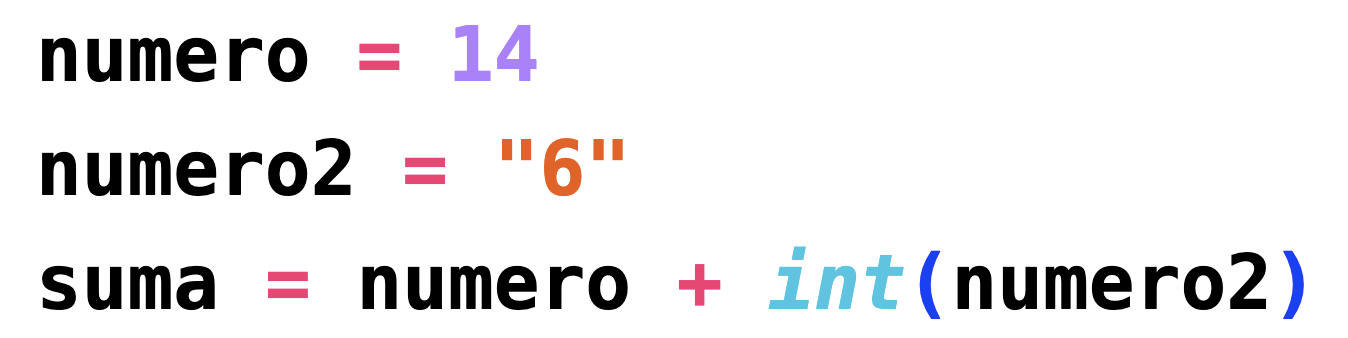 numero = 14
numero2 = "6"
suma = numero + int(numero2)